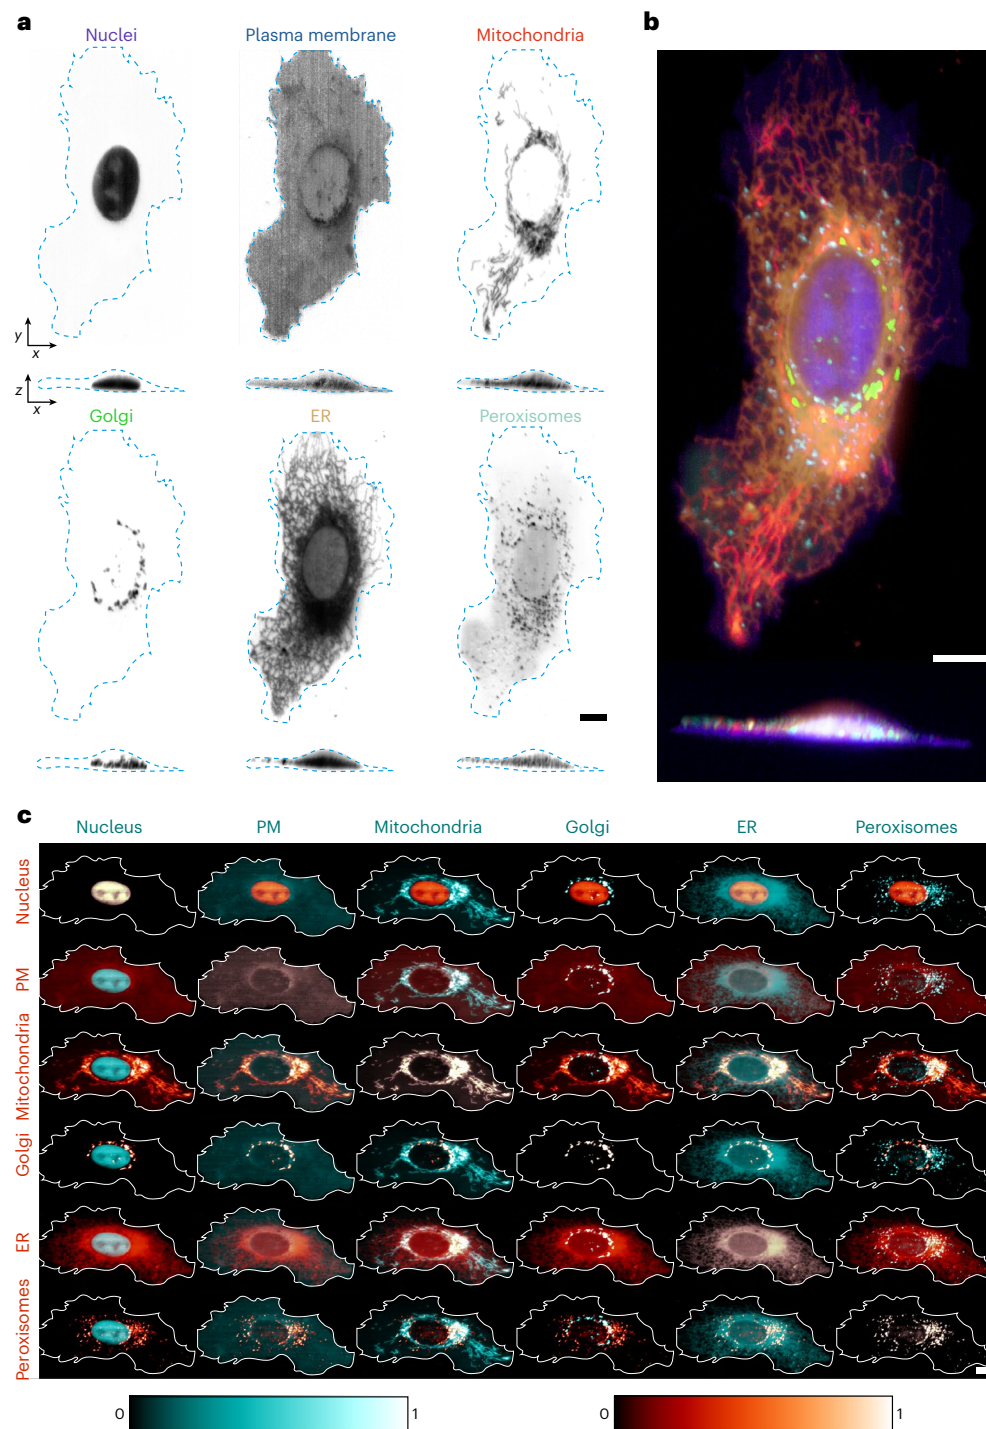 a
Nuclei
Plasma membrane
Mitochondria
y
x
z
x
Golgi
ER
Peroxisomes
b
c
Nucleus
PM
Mitochondria
Golgi
ER
Peroxisomes
Nucleus
PM
Mitochondria
Golgi
ER
Peroxisomes
0
1
0
1